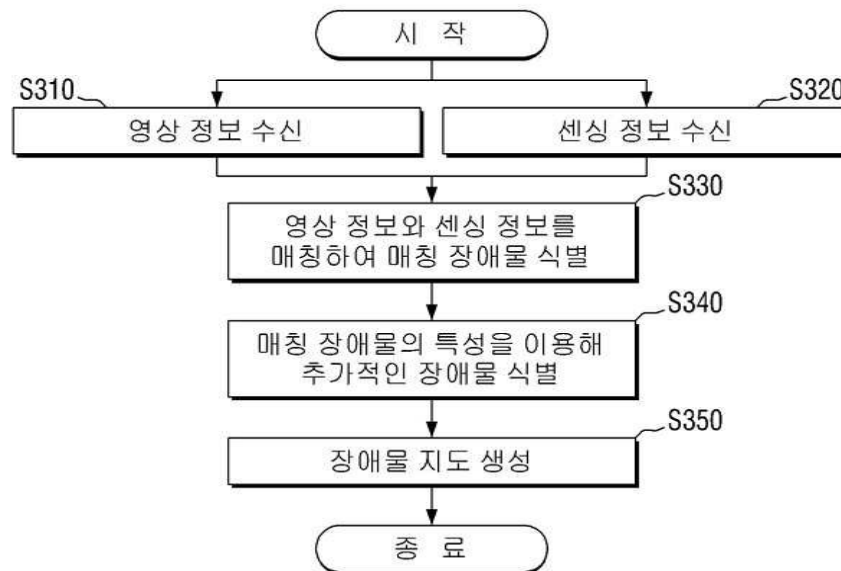 시 작
S310
S320
영상 정보 수신
센싱 정보 수신
S330
영상 정보와 센싱 정보를
매칭하여 매칭 장애물 식별
S340
매칭 장애물의 특성을 이용해
추가적인 장애물 식별
S350
장애물 지도 생성
종 료